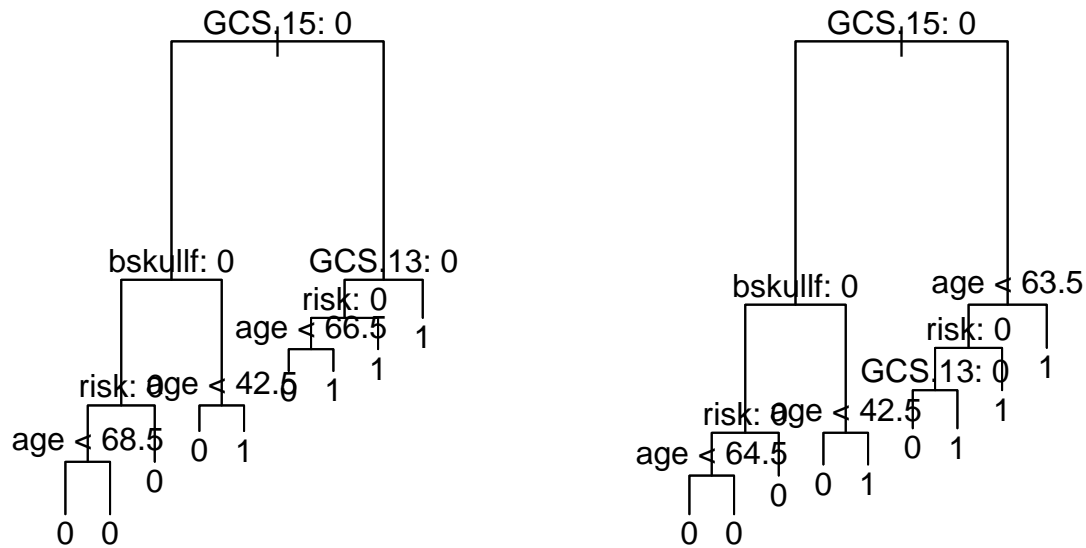 GCS.15: 0
bskullf: 0
GCS.13: 0
risk: 0
age < 66.5
1
1
0
1
risk: 0
age < 42.5
age < 68.5
0
1
0
0
0
GCS.15: 0
bskullf: 0
age < 63.5
risk: 0
1
GCS.13: 0
1
risk: 0
age < 42.5
0
1
age < 64.5
0
0
1
0
0